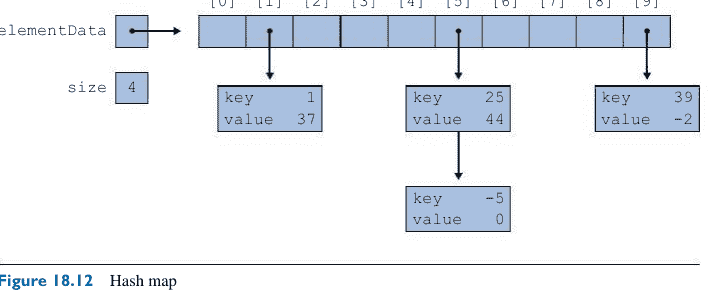 [0] [1] [2] [3] [4] [5] [6] [7] [8] [9]
elementData
size 4
key 1
value 37
key 25
value 44
key 39
value -2
key -5
value 0
Figure 18.12 Hash map